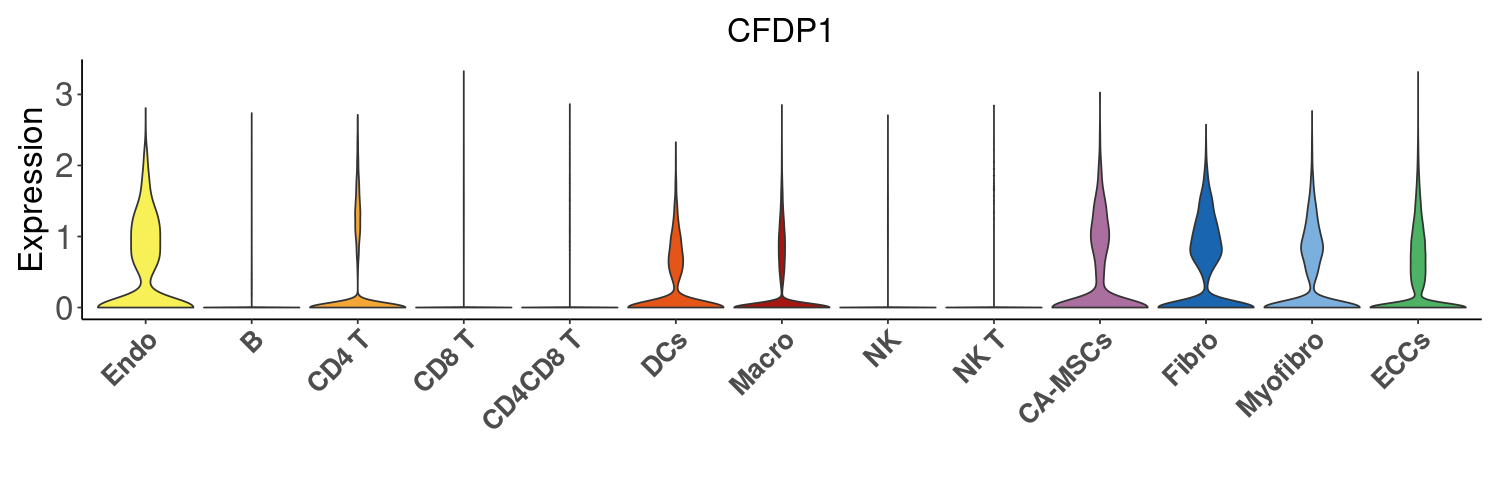 CFDP1
Expression
3
2
1
0
Endo
B
CD4 T
CD8 T
CD4CD8 T
DCs
Macro
NK
NK T
CA-MSCs
Fibro
Myofibro
ECCs